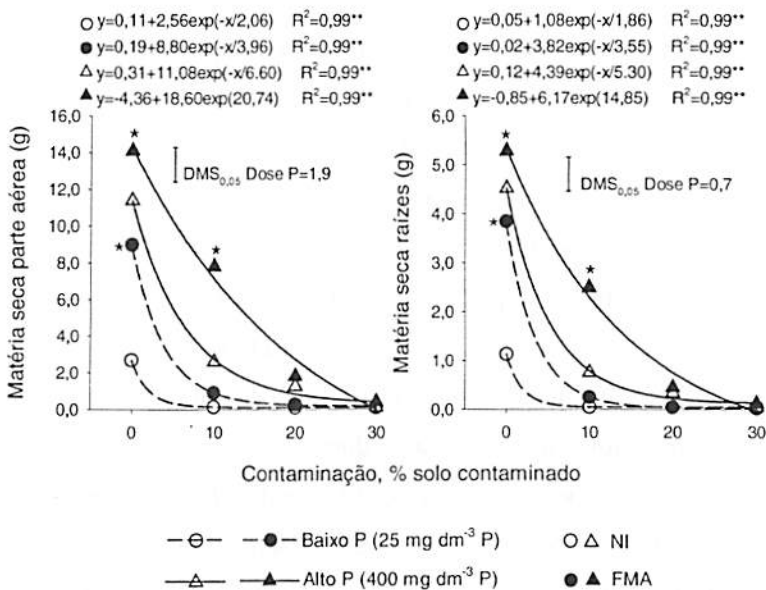 y=0,11+2,56exp(-x/2,06) R²=0,99**
y=0,19+8,80exp(-x/3,96) R²=0,99**
y=0,31+11,08exp(-x/6.60) R²=0,99**
y=-4,36+18,60exp(20,74) R²=0,99**
16,0
14,0
12,0
10,0
8,0
6,0
4,0
2,0
0,0
Matéria seca parte aérea (g)
DMS0,05 Dose P=1,9
0 10 20 30
y=0,05+1,08exp(-x/1,86) R²=0,99**
y=0,02+3,82exp(-x/3,55) R²=0,99**
y=0,12+4,39exp(-x/5.30) R²=0,99**
y=-0,85+6,17exp(14,85) R²=0,99**
6,0
5,0
4,0
3,0
2,0
1,0
0,0
Matéria seca raízes (g)
DMS0,05 Dose P=0,7
0 10 20 30
Contaminação, % solo contaminado
Baixo P (25 mg dm⁻³ P) NI
Alto P (400 mg dm⁻³ P) FMA